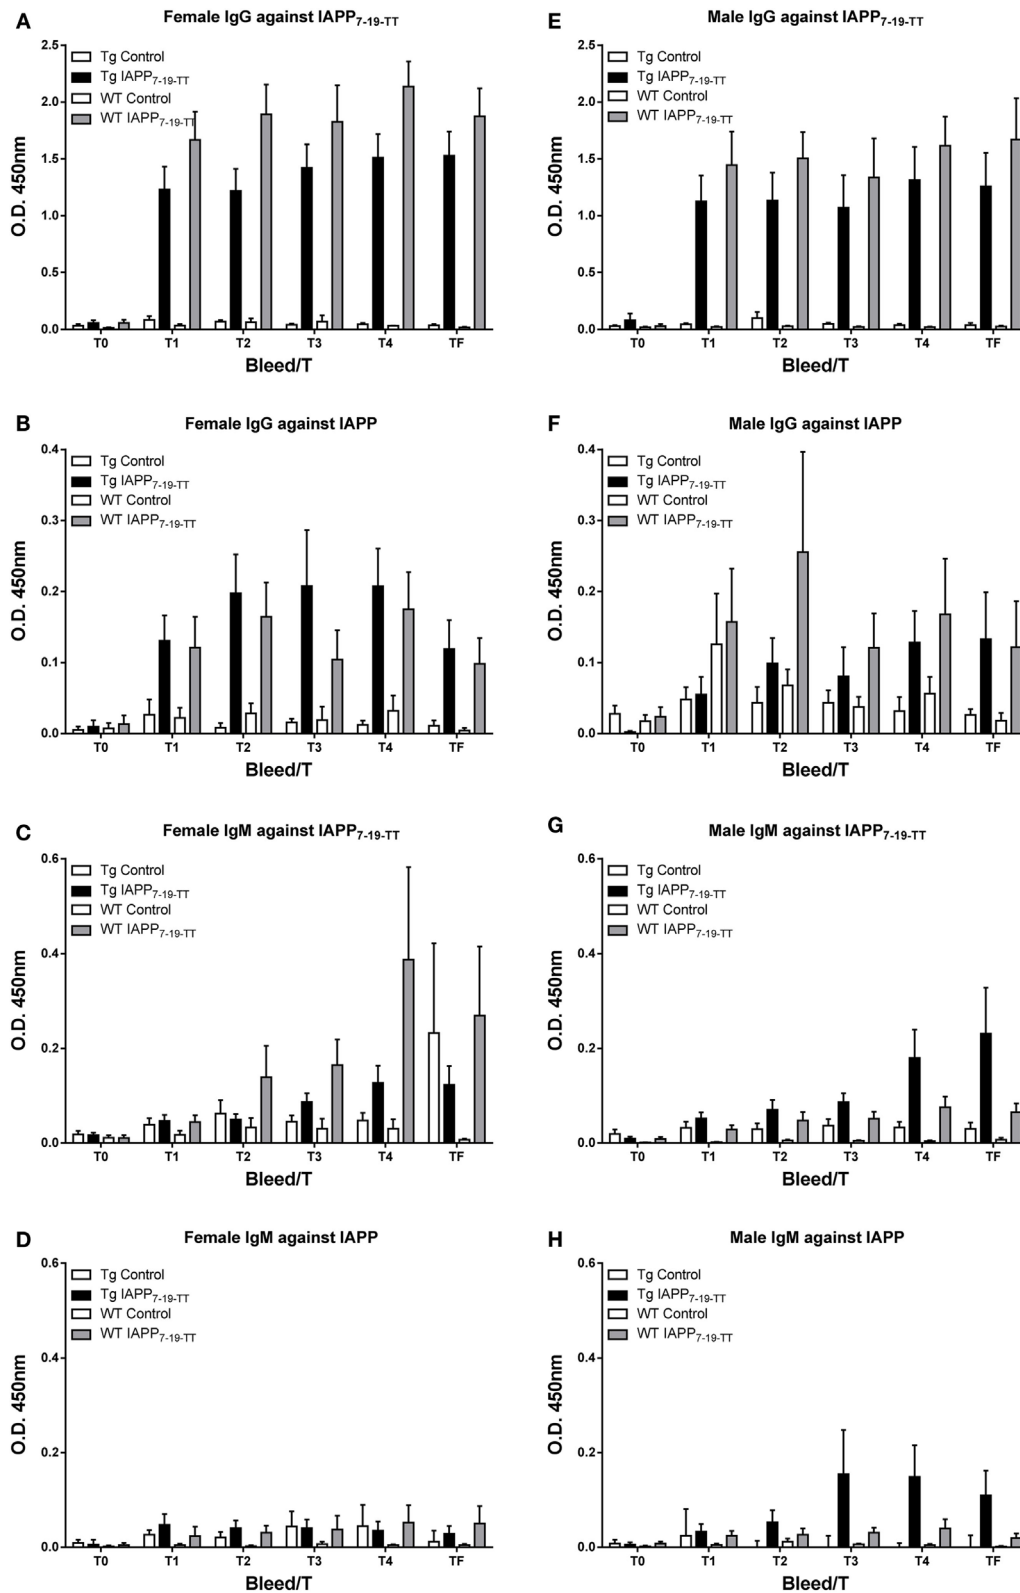 A
Female IgG against IAPP7-19-TT
Tg Control
Tg IAPP7-19-TT
WT Control
WT IAPP7-19-TT
2.5
2.0
1.5
1.0
0.5
0.0
O.D. 450nm
T0 T1 T2 T3 T4 TF
Bleed/T
B
Female IgG against IAPP
Tg Control
Tg IAPP7-19-TT
WT Control
WT IAPP7-19-TT
0.4
0.3
0.2
0.1
0.0
O.D. 450nm
T0 T1 T2 T3 T4 TF
Bleed/T
C
Female IgM against IAPP7-19-TT
Tg Control
Tg IAPP7-19-TT
WT Control
WT IAPP7-19-TT
0.6
0.4
0.2
0.0
O.D. 450nm
T0 T1 T2 T3 T4 TF
Bleed/T
D
Female IgM against IAPP
Tg Control
Tg IAPP7-19-TT
WT Control
WT IAPP7-19-TT
0.6
0.4
0.2
0.0
O.D. 450nm
T0 T1 T2 T3 T4 TF
Bleed/T
E
Male IgG against IAPP7-19-TT
Tg Control
Tg IAPP7-19-TT
WT Control
WT IAPP7-19-TT
2.5
2.0
1.5
1.0
0.5
0.0
O.D. 450nm
T0 T1 T2 T3 T4 TF
Bleed/T
F
Male IgG against IAPP
Tg Control
Tg IAPP7-19-TT
WT Control
WT IAPP7-19-TT
0.4
0.3
0.2
0.1
0.0
O.D. 450nm
T0 T1 T2 T3 T4 TF
Bleed/T
G
Male IgM against IAPP7-19-TT
Tg Control
Tg IAPP7-19-TT
WT Control
WT IAPP7-19-TT
0.6
0.4
0.2
0.0
O.D. 450nm
T0 T1 T2 T3 T4 TF
Bleed/T
H
Male IgM against IAPP
Tg Control
Tg IAPP7-19-TT
WT Control
WT IAPP7-19-TT
0.6
0.4
0.2
0.0
O.D. 450nm
T0 T1 T2 T3 T4 TF
Bleed/T